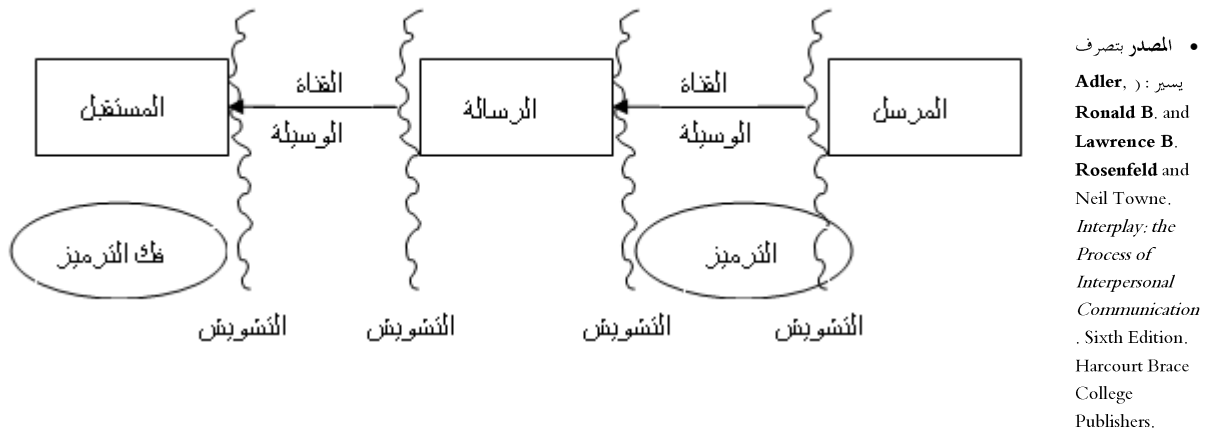 القناة
القناة
المرسل
الرسالة
المستقبل
الوسيلة
الوسيلة
الترميز
فك الترميز
التشويش
التشويش
التشويش
التشويش
• المصدر بتصرف
يسير : ( Adler,
Ronald B. and
Lawrence B.
Rosenfeld and
Neil Towne.
Interplay: the
Process of
Interpersonal
Communication
. Sixth Edition.
Harcourt Brace
College
Publishers.